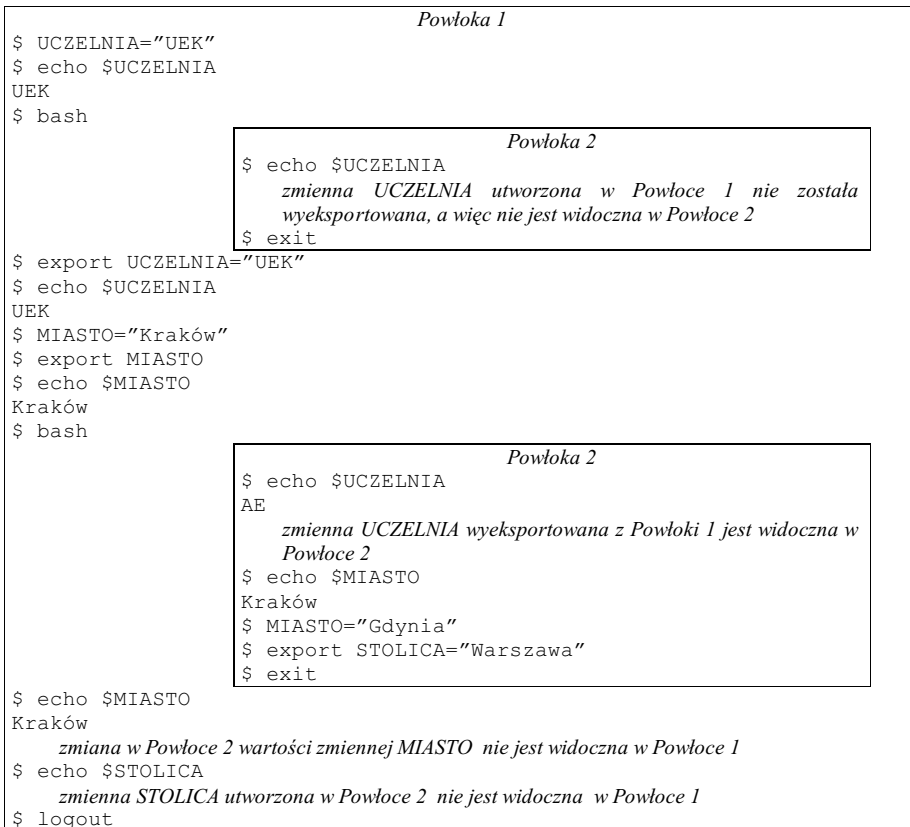 Powłoka 1
$ UCZELNIA=”UEK”
$ echo $UCZELNIA
UEK
$ bash
Powłoka 2
$ echo $UCZELNIA
zmienna UCZELNIA utworzona w Powłoce 1 nie została
wyeksportowana, a więc nie jest widoczna w Powłoce 2
$ exit
$ export UCZELNIA=”UEK”
$ echo $UCZELNIA
UEK
$ MIASTO=”Kraków”
$ export MIASTO
$ echo $MIASTO
Kraków
$ bash
Powłoka 2
$ echo $UCZELNIA
AE
zmienna UCZELNIA wyeksportowana z Powłoki 1 jest widoczna w
Powłoce 2
$ echo $MIASTO
Kraków
$ MIASTO=”Gdynia”
$ export STOLICA=”Warszawa”
$ exit
$ echo $MIASTO
Kraków
zmiana w Powłoce 2 wartości zmiennej MIASTO nie jest widoczna w Powłoce 1
$ echo $STOLICA
zmienna STOLICA utworzona w Powłoce 2 nie jest widoczna w Powłoce 1
$ logout